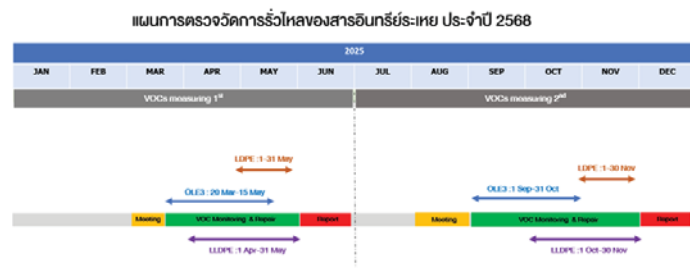 แผนการตรวจวัดการรั่วไหลของสารอินทรีย์ระเหย ประจำปี 2568
2025
JAN FEB MAR APR MAY JUN JUL AUG SEP OCT NOV DEC
VOCs measuring 1st VOCs measuring 2nd
LDPE :1-31 May LDPE :1-30 Nov
OLE3 : 20 Mar-15 May OLE3 :1 Sep-31 Oct
Meeting VOC Monitoring & Repair Report Meeting VOC Monitoring & Repair Report
LLDPE :1 Apr-31 May LLDPE :1 Oct-30 Nov